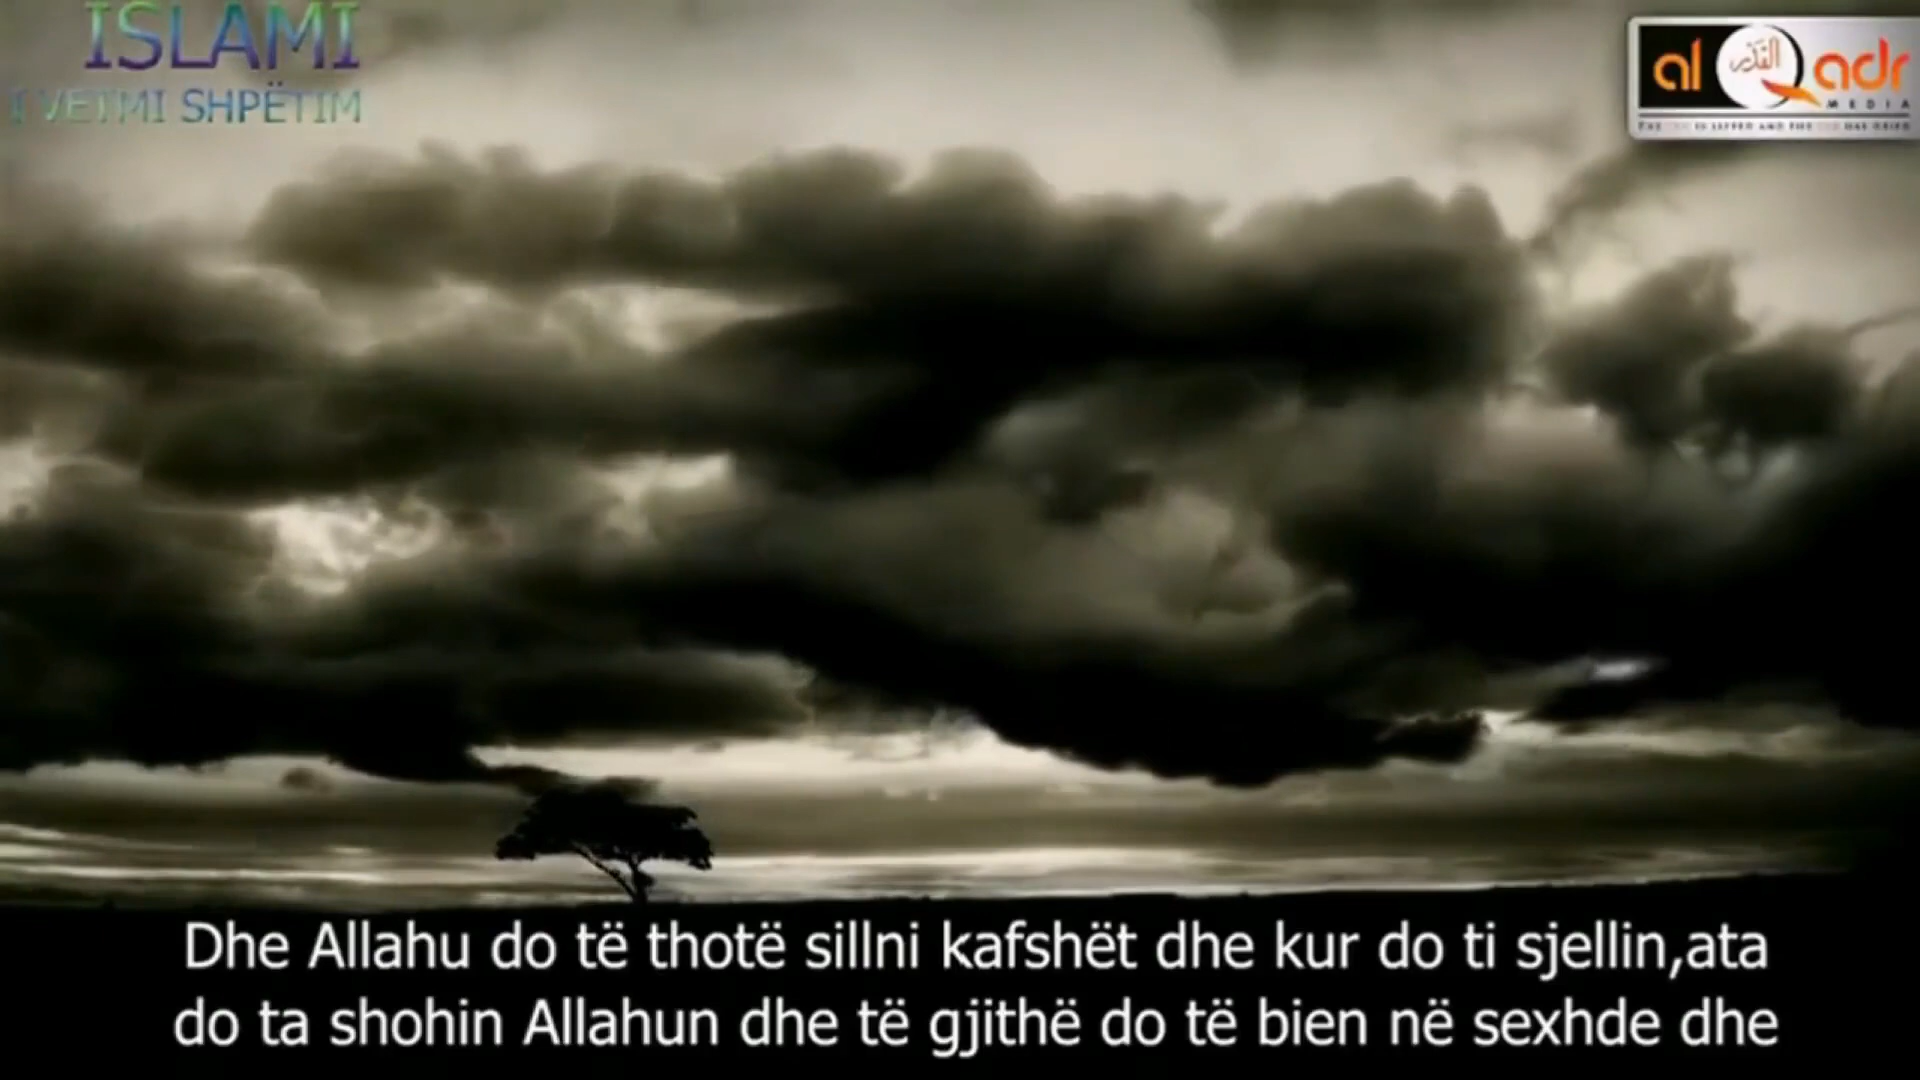 ISLAMI
I VETMI SHPËTIM
al Qadr
القدر
MEDIA
Dhe Allahu do të thotë sillni kafshët dhe kur do ti sjellin,ata
do ta shohin Allahun dhe të gjithë do të bien në sexhde dhe